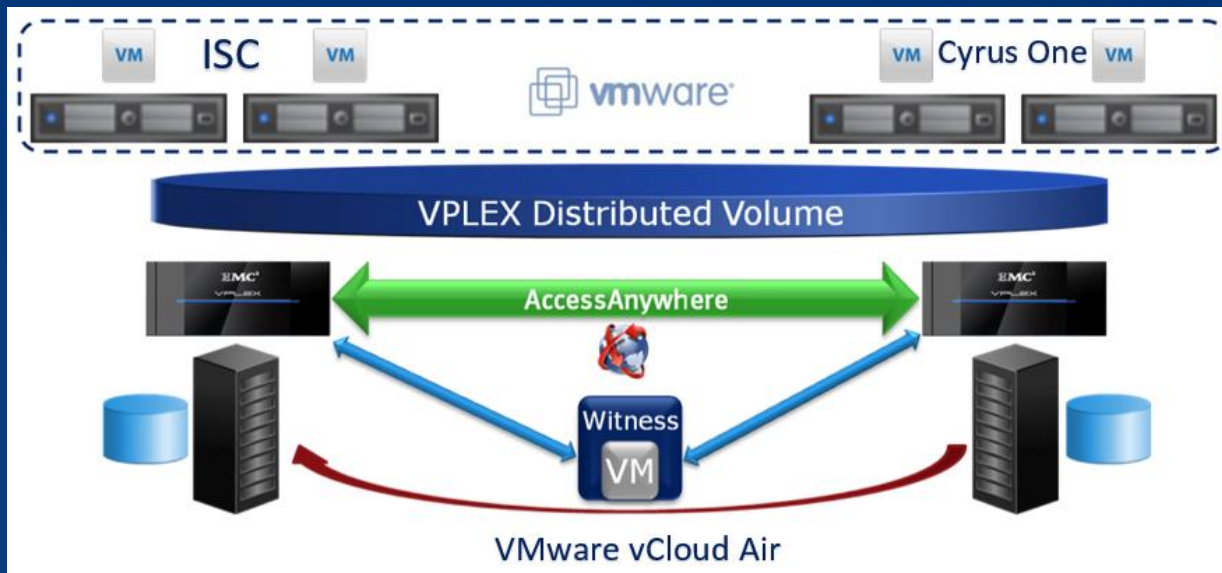 VM
ISC
VM
VM
Cyrus One
VM
vmware®
VPLEX Distributed Volume
EMC²
VPLEX
AccessAnywhere
EMC²
VPLEX
Witness
VM
VMware vCloud Air